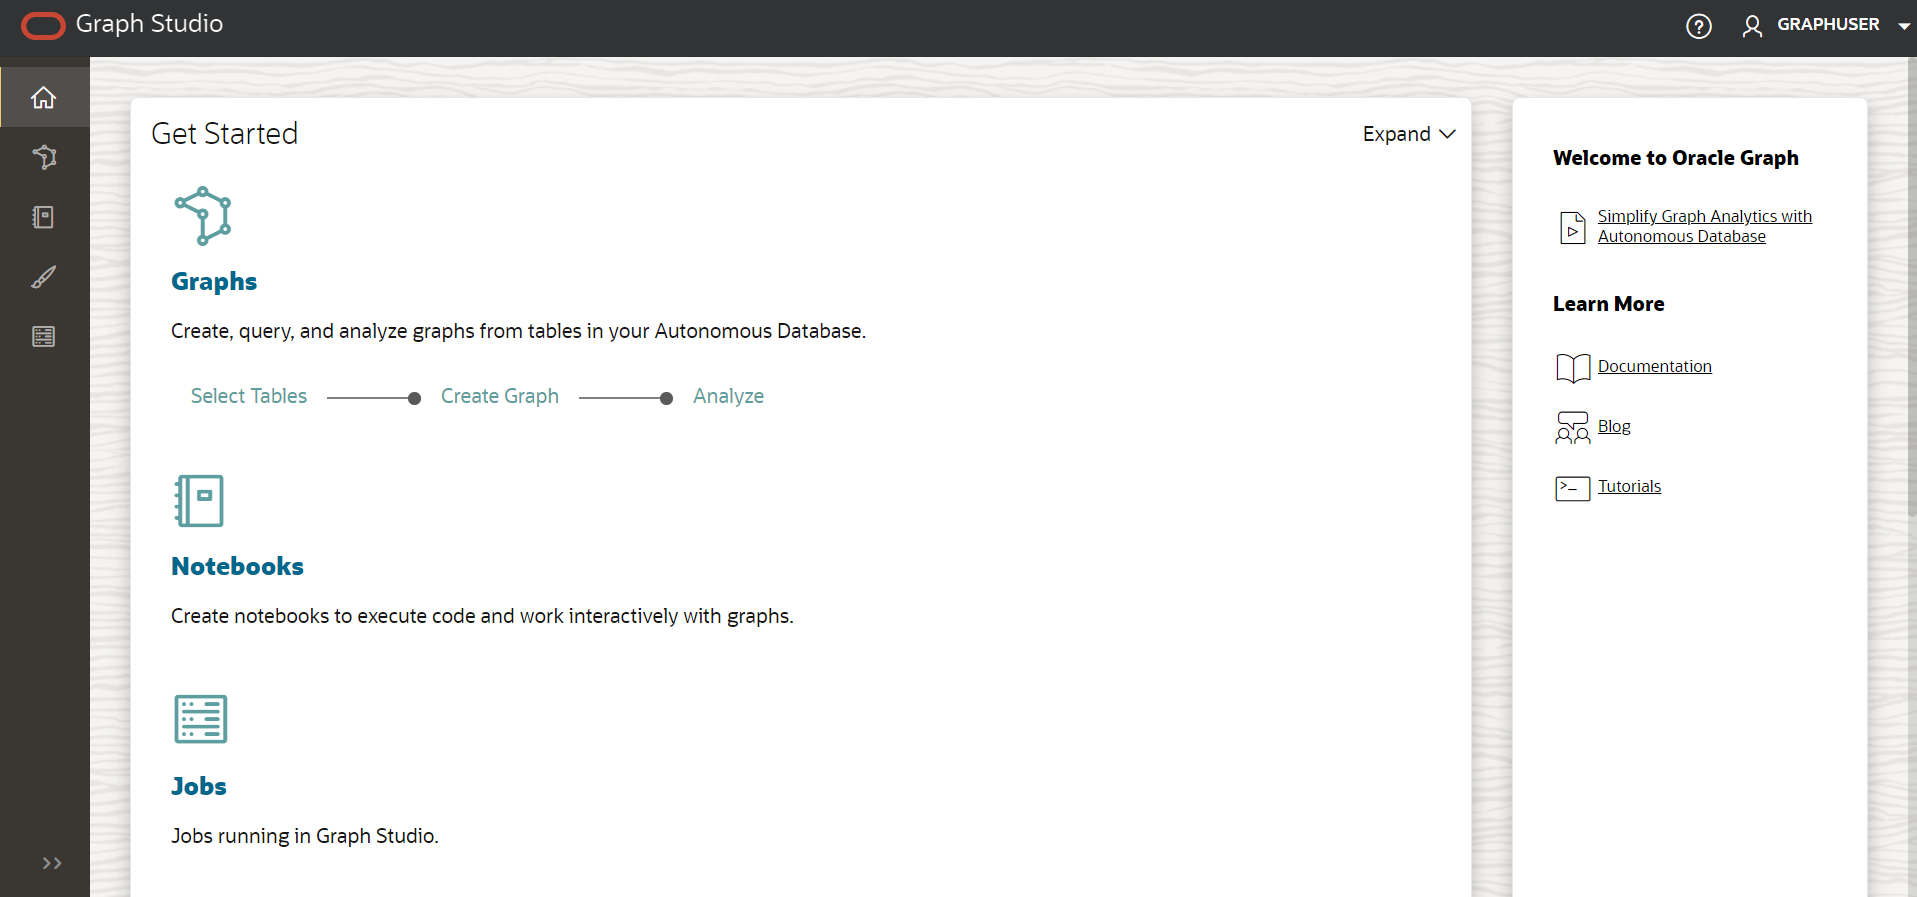 Graph Studio
GRAPHUSER
Get Started
Expand
Graphs
Create, query, and analyze graphs from tables in your Autonomous Database.
Select Tables
Create Graph
Analyze
Notebooks
Create notebooks to execute code and work interactively with graphs.
Jobs
Jobs running in Graph Studio.
Welcome to Oracle Graph
Simplify Graph Analytics with
Autonomous Database
Learn More
Documentation
Blog
Tutorials